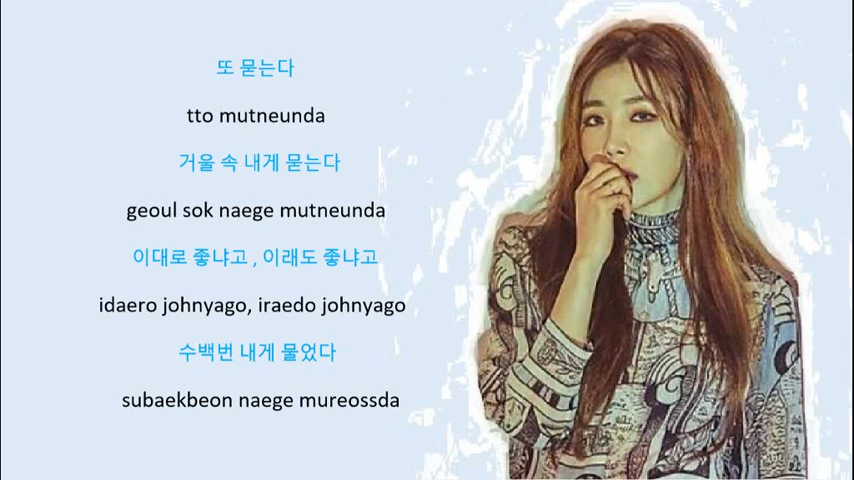 또 묻는다
tto mutneunda
거울 속 내게 묻는다
geoul sok naege mutneunda
이대로 좋냐고 , 이래도 좋냐고
idaero johnyago, iraedo johnyago
수백번 내게 물었다
subaekbeon naege mureossda